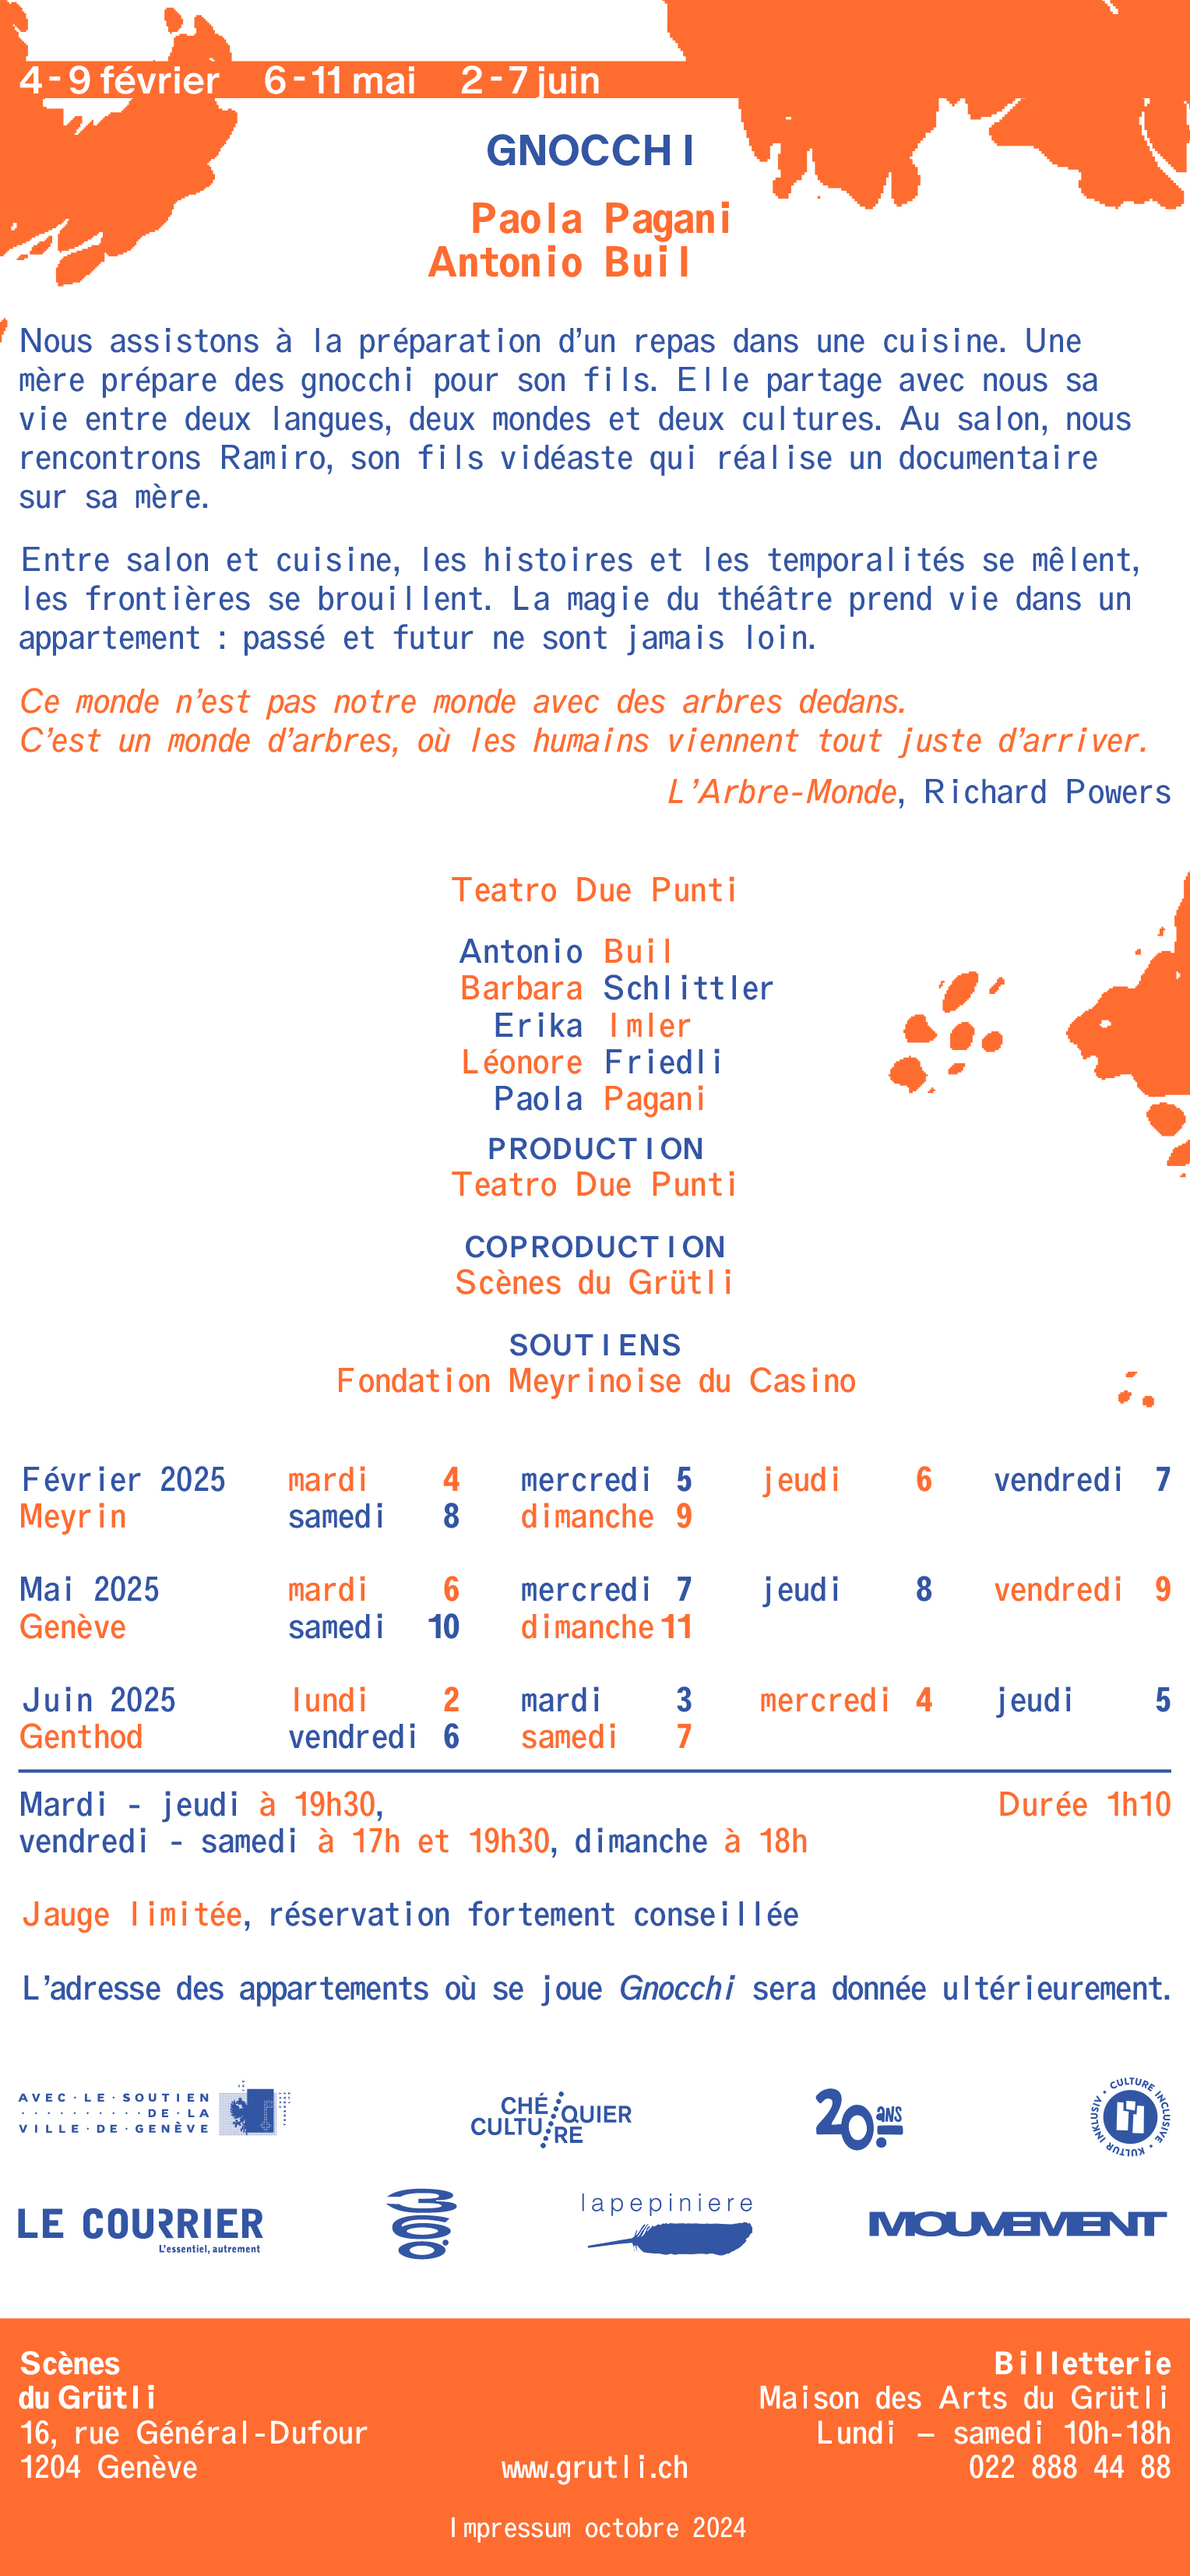 4-9 février 6-11 mai 2-7 juin
GNOCCHI
Paola Pagani
Antonio Buil
Nous assistons à la préparation d’un repas dans une cuisine. Une
mère prépare des gnocchi pour son fils. Elle partage avec nous sa
vie entre deux langues, deux mondes et deux cultures. Au salon, nous
rencontrons Ramiro, son fils vidéaste qui réalise un documentaire
sur sa mère.
Entre salon et cuisine, les histoires et les temporalités se mêlent,
les frontières se brouillent. La magie du théâtre prend vie dans un
appartement : passé et futur ne sont jamais loin.
Ce monde n’est pas notre monde avec des arbres dedans.
C’est un monde d’arbres, où les humains viennent tout juste d’arriver.
L’Arbre-Monde, Richard Powers
Teatro Due Punti
Antonio Buil
Barbara Schlittler
Erika Imler
Léonore Friedli
Paola Pagani
PRODUCTION
Teatro Due Punti
COPRODUCTION
Scènes du Grütli
SOUTIENS
Fondation Meyrinoise du Casino
Février 2025 mardi 4 mercredi 5 jeudi 6 vendredi 7
Meyrin samedi 8 dimanche 9
Mai 2025 mardi 6 mercredi 7 jeudi 8 vendredi 9
Genève samedi 10 dimanche 11
Juin 2025 lundi 2 mardi 3 mercredi 4 jeudi 5
Genthod vendredi 6 samedi 7
Mardi - jeudi à 19h30, Durée 1h10
vendredi - samedi à 17h et 19h30, dimanche à 18h
Jauge limitée, réservation fortement conseillée
L’adresse des appartements où se joue Gnocchi sera donnée ultérieurement.
AVEC·LE·SOUTIEN
DE·LA
VILLE·DE·GENÈVE
CHÉQUIER
CULTURE
20 ANS
CULTURE INCLUSIVE • KULTUR INKLUSIV •
LE COURRIER
L’essentiel, autrement
360°
lapepiniere
MOUVEMENT
Scènes
du Grütli
16, rue Général-Dufour
1204 Genève
www.grutli.ch
Billetterie
Maison des Arts du Grütli
Lundi – samedi 10h-18h
022 888 44 88
Impressum octobre 2024